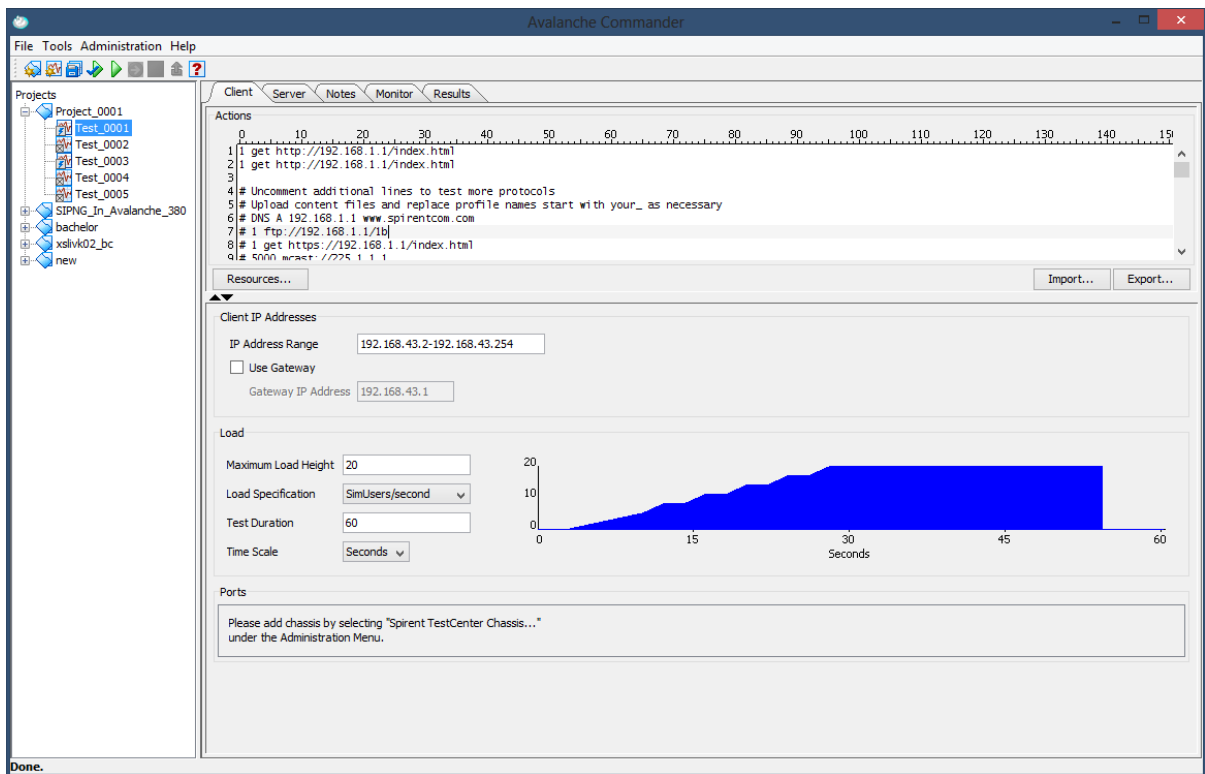 Avalanche Commander
File Tools Administration Help
Projects
Project_0001
Test_0001
Test_0002
Test_0003
Test_0004
Test_0005
SIPNG_In_Avalanche_380
bachelor
xslivk02_bc
new
Client Server Notes Monitor Results
Actions
0 10 20 30 40 50 60 70 80 90 100 110 120 130 140 15
1 1 get http://192.168.1.1/index.html
2 1 get http://192.168.1.1/index.html
3
4 # Uncomment additional lines to test more protocols
5 # Upload content files and replace profile names start with your_ as necessary
6 # DNS A 192.168.1.1 www.spirentcom.com
7 # 1 ftp://192.168.1.1/1b
8 # 1 get https://192.168.1.1/index.html
9 # 5000 mcast://225.1.1.1
Resources... Import... Export...
Client IP Addresses
IP Address Range 192.168.43.2-192.168.43.254
Use Gateway
Gateway IP Address 192.168.43.1
Load
Maximum Load Height 20
Load Specification SimUsers/second
Test Duration 60
Time Scale Seconds
20
10
0
0 15 30 45 60
Seconds
Ports
Please add chassis by selecting "Spirent TestCenter Chassis..."
under the Administration Menu.
Done.